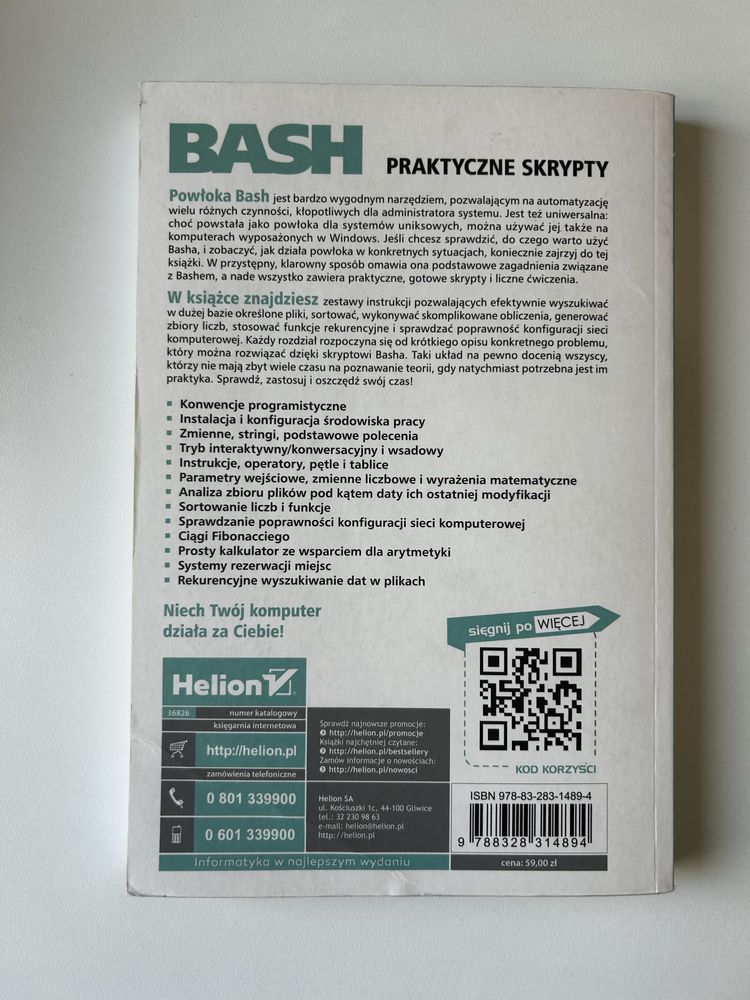 BASH PRAKTYCZNE SKRYPTY
Powłoka Bash jest bardzo wygodnym narzędziem, pozwalającym na automatyzację
wielu różnych czynności, kłopotliwych dla administratora systemu. Jest też uniwersalna:
choć powstała jako powłoka dla systemów uniksowych, można używać jej także na
komputerach wyposażonych w Windows. Jeśli chcesz sprawdzić, do czego warto użyć
Basha, i zobaczyć, jak działa powłoka w konkretnych sytuacjach, koniecznie zajrzyj do tej
książki. W przystępny, klarowny sposób omawia ona podstawowe zagadnienia związane
z Bashem, a nade wszystko zawiera praktyczne, gotowe skrypty i liczne ćwiczenia.
W książce znajdziesz zestawy instrukcji pozwalających efektywnie wyszukiwać
w dużej bazie określone pliki, sortować, wykonywać skomplikowane obliczenia, generować
zbiory liczb, stosować funkcje rekurencyjne i sprawdzać poprawność konfiguracji sieci
komputerowej. Każdy rozdział rozpoczyna się od krótkiego opisu konkretnego problemu,
który można rozwiązać dzięki skryptowi Basha. Taki układ na pewno docenią wszyscy,
którzy nie mają zbyt wiele czasu na poznawanie teorii, gdy natychmiast potrzebna jest im
praktyka. Sprawdź, zastosuj i oszczędź swój czas!
Konwencje programistyczne
Instalacja i konfiguracja środowiska pracy
Zmienne, stringi, podstawowe polecenia
Tryb interaktywny/konwersacyjny i wsadowy
Instrukcje, operatory, pętle i tablice
Parametry wejściowe, zmienne liczbowe i wyrażenia matematyczne
Analiza zbioru plików pod kątem daty ich ostatniej modyfikacji
Sortowanie liczb i funkcje
Sprawdzanie poprawności konfiguracji sieci komputerowej
Ciągi Fibonacciego
Prosty kalkulator ze wsparciem dla arytmetyki
Systemy rezerwacji miejsc
Rekurencyjne wyszukiwanie dat w plikach
Niech Twój komputer
działa za Ciebie!
sięgnij po WIĘCEJ
KOD KORZYŚCI
Helion
36826 numer katalogowy
księgarnia internetowa
http://helion.pl
zamówienia telefoniczne
0 801 339900
0 601 339900
Sprawdź najnowsze promocje:
http://helion.pl/promocje
Książki najchętniej czytane:
http://helion.pl/bestsellery
Zamów informacje o nowościach:
http://helion.pl/nowosci
Helion SA
ul. Kościuszki 1c, 44-100 Gliwice
tel.: 32 230 98 63
e-mail: helion@helion.pl
http://helion.pl
Informatyka w najlepszym wydaniu
ISBN 978-83-283-1489-4
9 788328 314894
cena: 59,00 zł